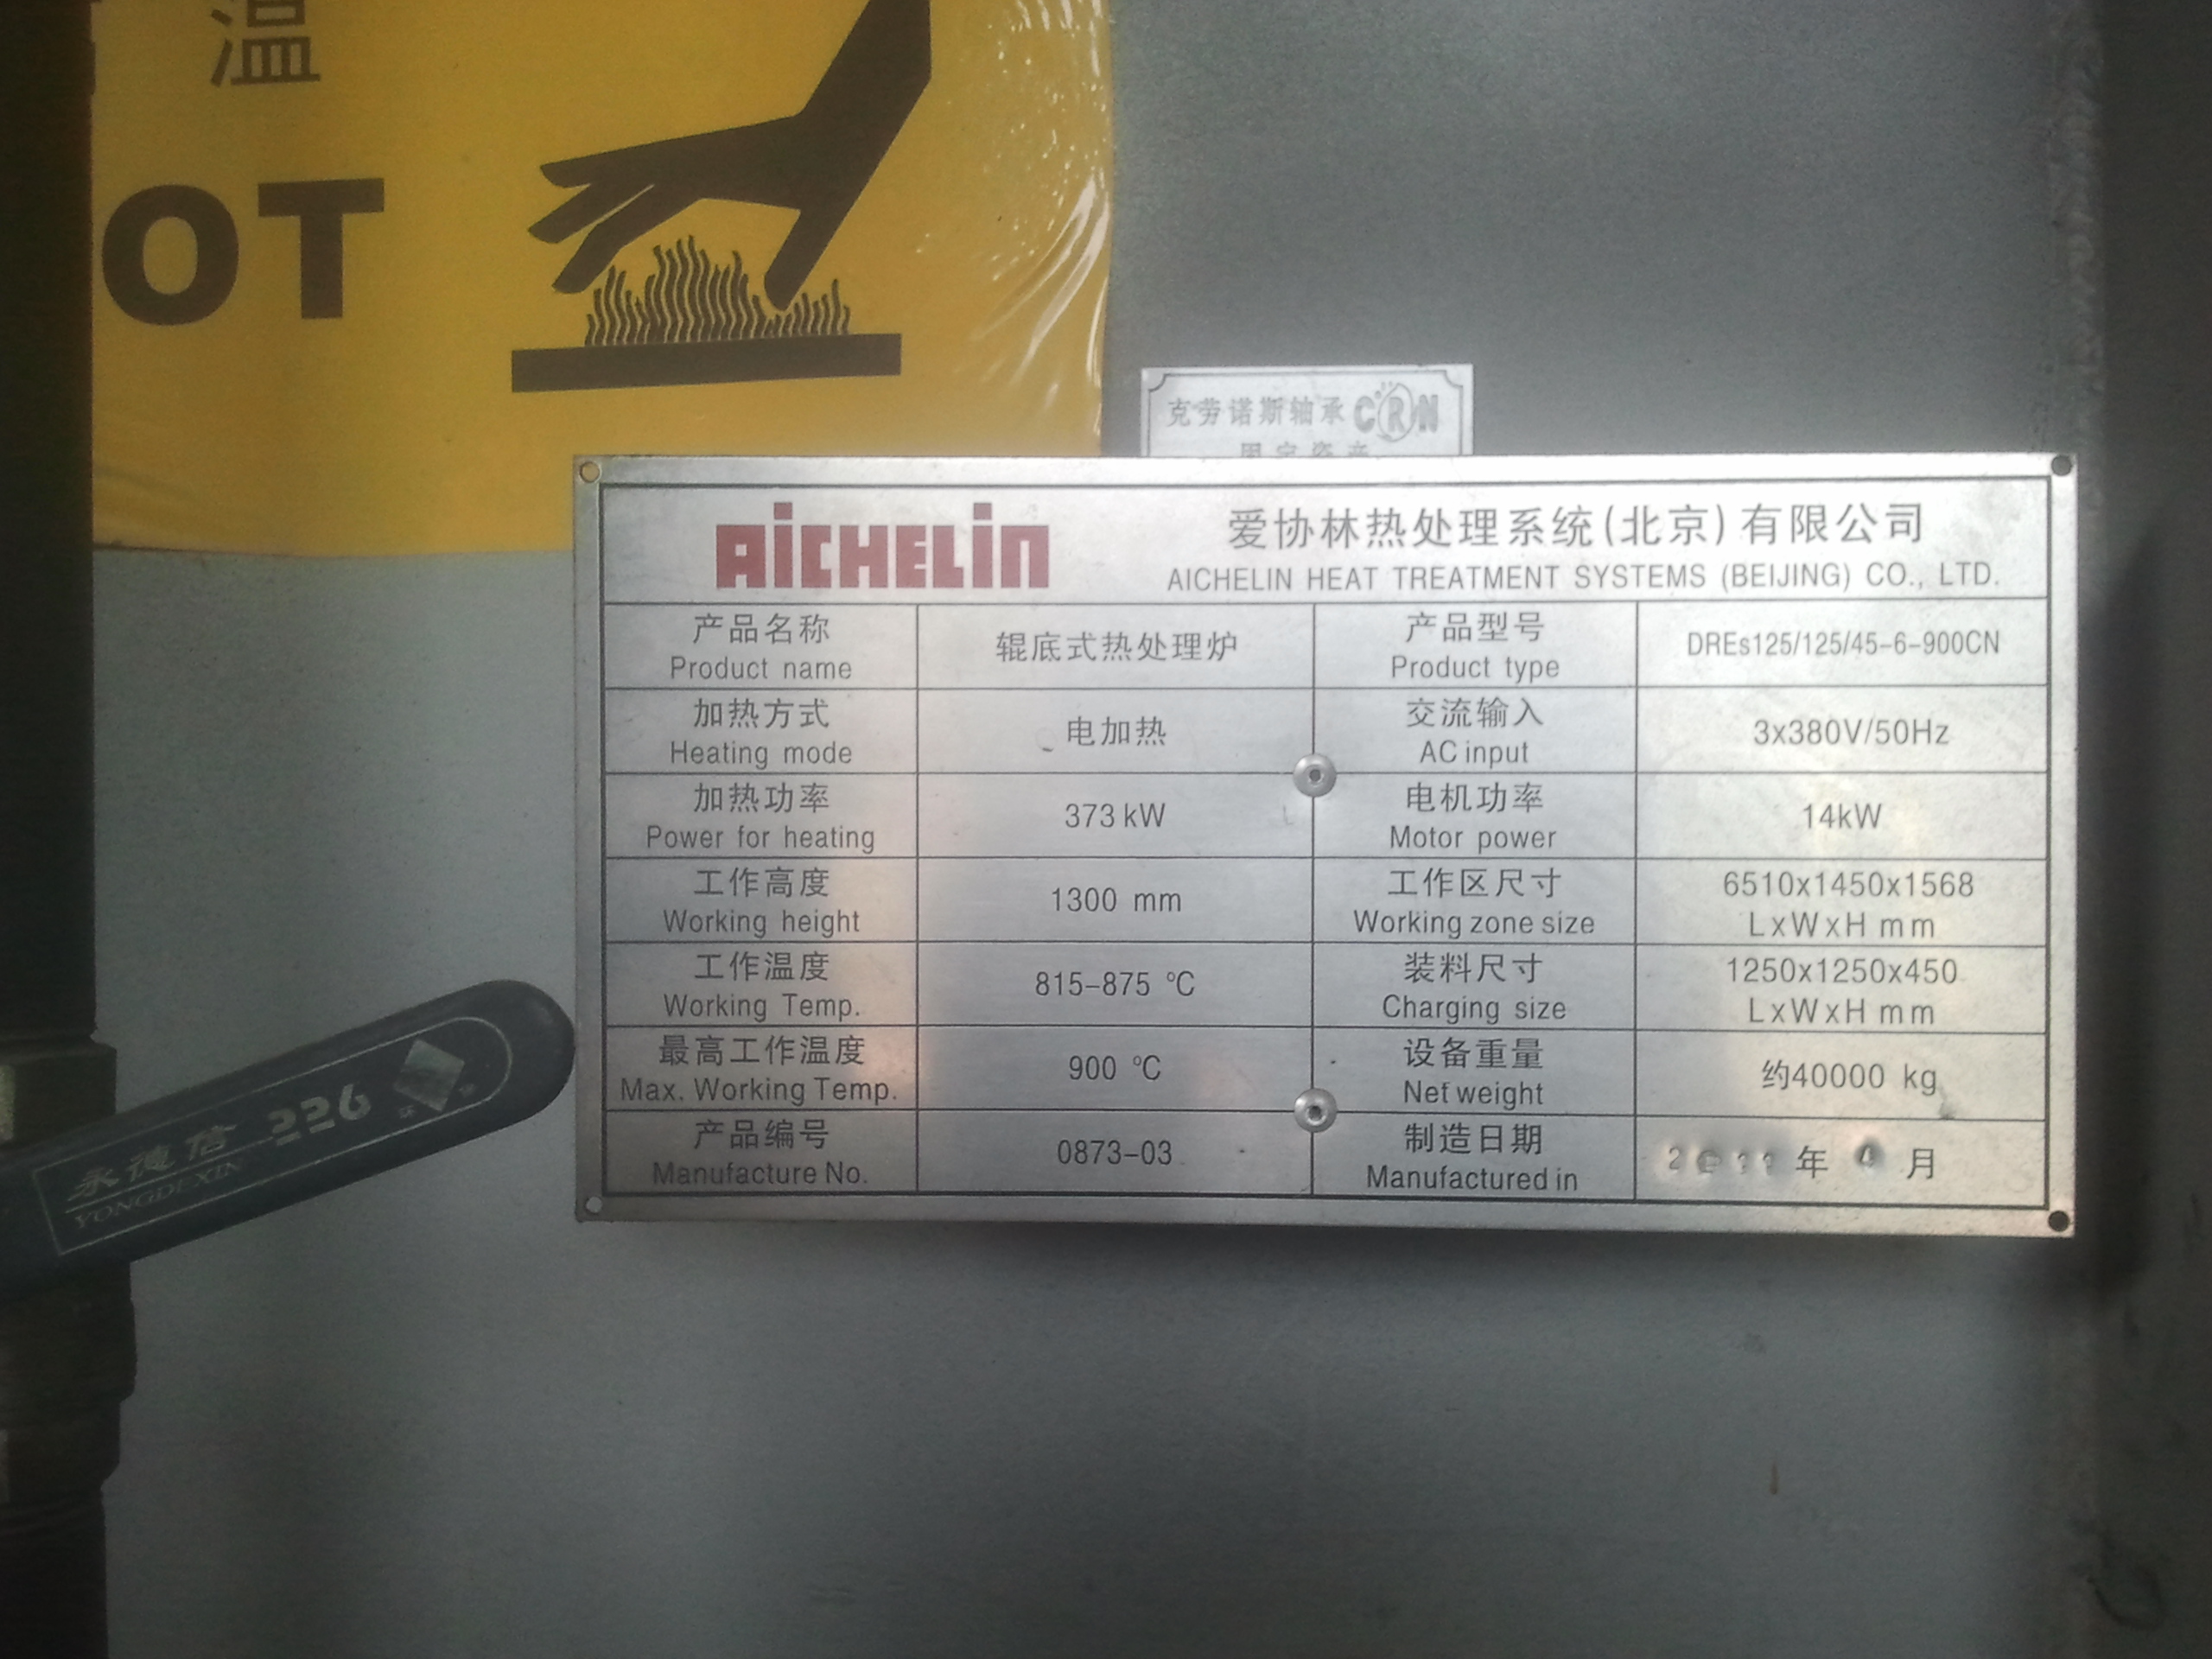 温
OT
克劳诺斯轴承 CRN
固定资产
AICHELIN
爱协林热处理系统(北京)有限公司
AICHELIN HEAT TREATMENT SYSTEMS (BEIJING) CO., LTD.
产品名称
Product name
辊底式热处理炉
产品型号
Product type
DREs125/125/45-6-900CN
加热方式
Heating mode
电加热
交流输入
AC input
3x380V/50Hz
加热功率
Power for heating
373 kW
电机功率
Motor power
14kW
工作高度
Working height
1300 mm
工作区尺寸
Working zone size
6510x1450x1568
LxWxH mm
工作温度
Working Temp.
815-875 ℃
装料尺寸
Charging size
1250x1250x450
LxWxH mm
最高工作温度
Max. Working Temp.
900 ℃
设备重量
Net weight
约40000 kg
产品编号
Manufacture No.
0873-03
制造日期
Manufactured in
2011 年 4 月
永德信 226
YONGDEXIN